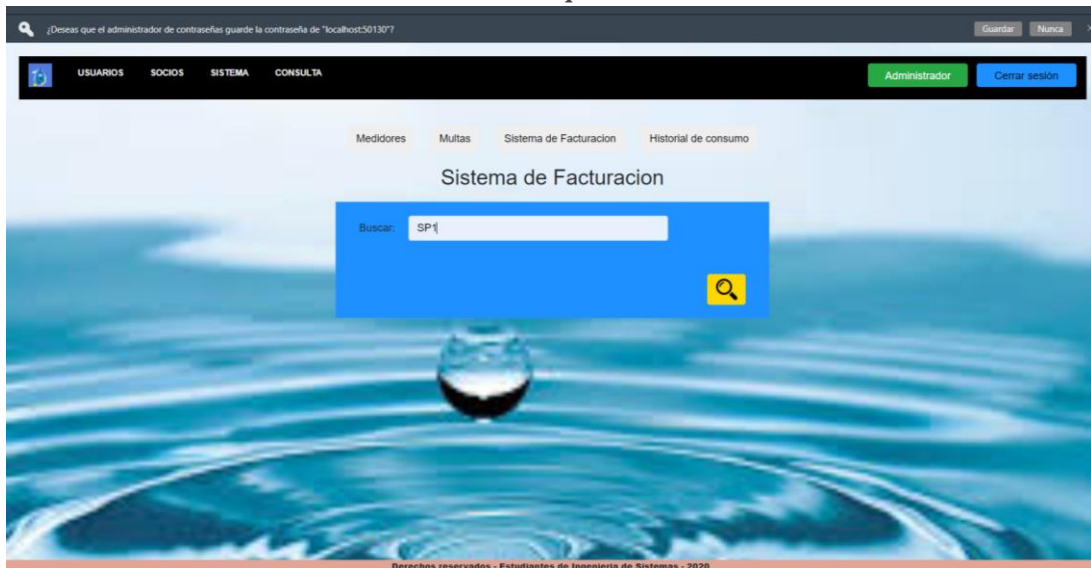 ¿Deseas que el administrador de contraseñas guarde la contraseña de "localhost:50130"? Guardar Nunca
USUARIOS SOCIOS SISTEMA CONSULTA Administrador Cerrar sesión
Medidores Multas Sistema de Facturacion Historial de consumo
Sistema de Facturacion
Buscar: SP1
Derechos reservados - Estudiantes de Ingenieria de Sistemas - 2020